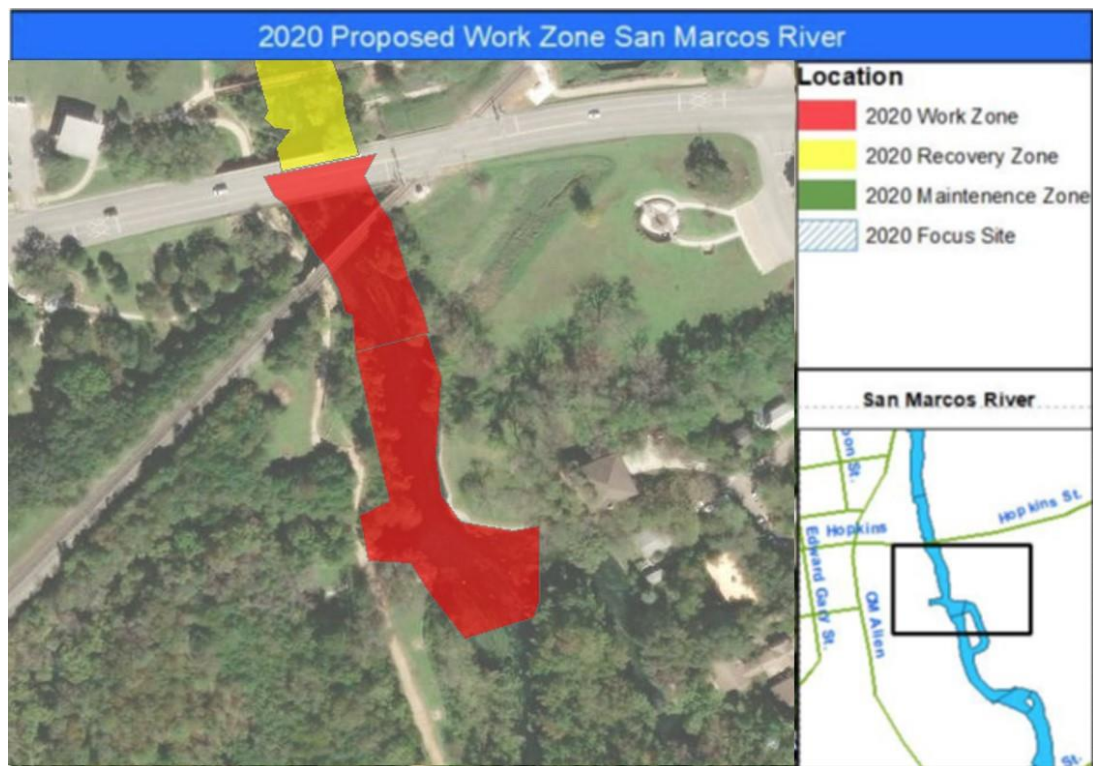 2020 Proposed Work Zone San Marcos River
Location
2020 Work Zone
2020 Recovery Zone
2020 Maintenence Zone
2020 Focus Site
San Marcos River
St.
Hopkins St.
Hopkins
Edward Gary St.
CM Allen
St.